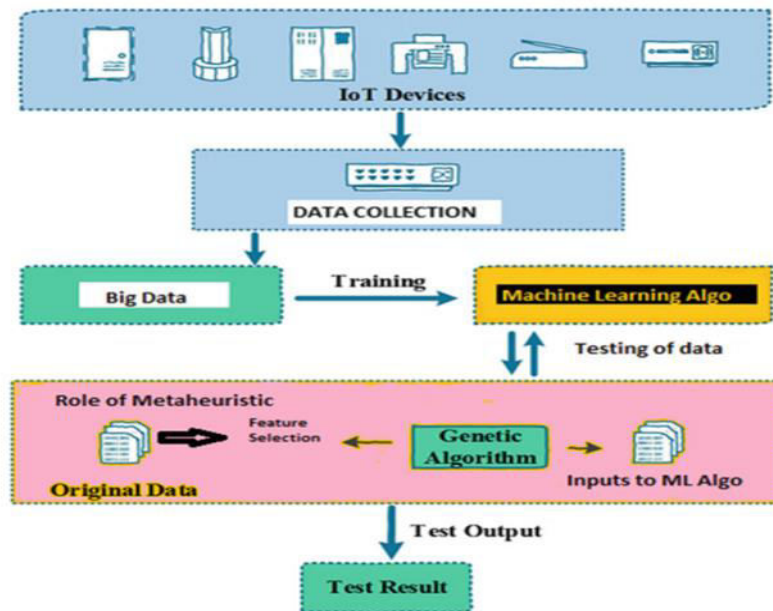 IoT Devices
DATA COLLECTION
Big Data
Training
Machine Learning Algo
Testing of data
Role of Metaheuristic
Feature
Selection
Genetic
Algorithm
Original Data
Inputs to ML Algo
Test Output
Test Result